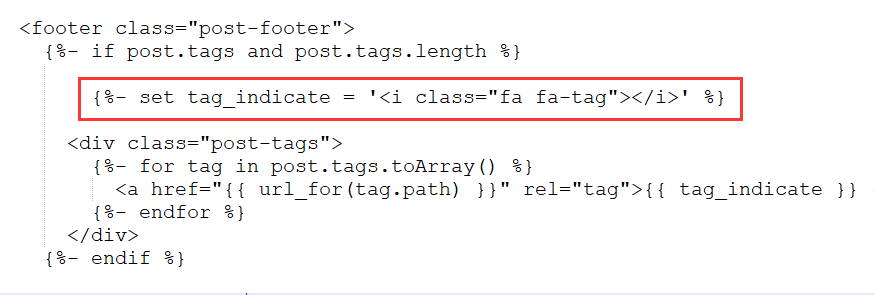 <footer class="post-footer">
{%- if post.tags and post.tags.length %}
{%- set tag_indicate = '<i class="fa fa-tag"></i>' %}
<div class="post-tags">
{%- for tag in post.tags.toArray() %}
<a href="{{ url_for(tag.path) }}" rel="tag">{{ tag_indicate }}
{%- endfor %}
</div>
{%- endif %}